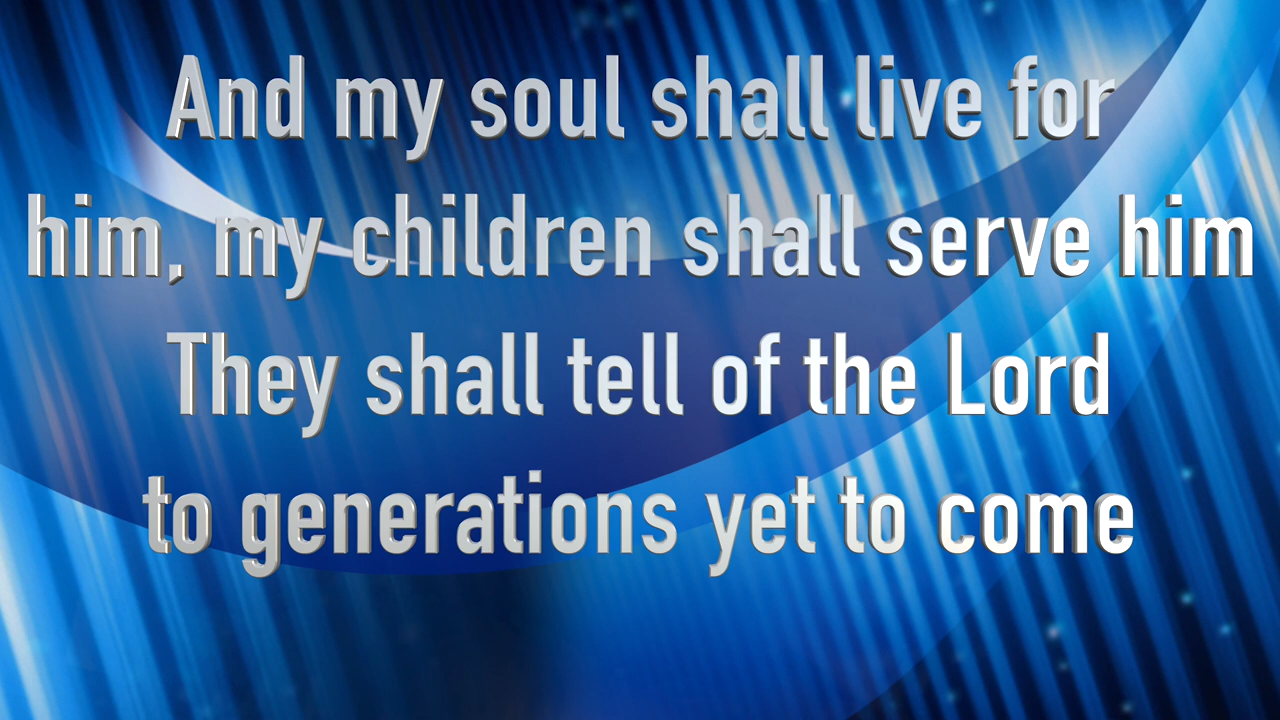 And my soul shall live for
him, my children shall serve him
They shall tell of the Lord
to generations yet to come